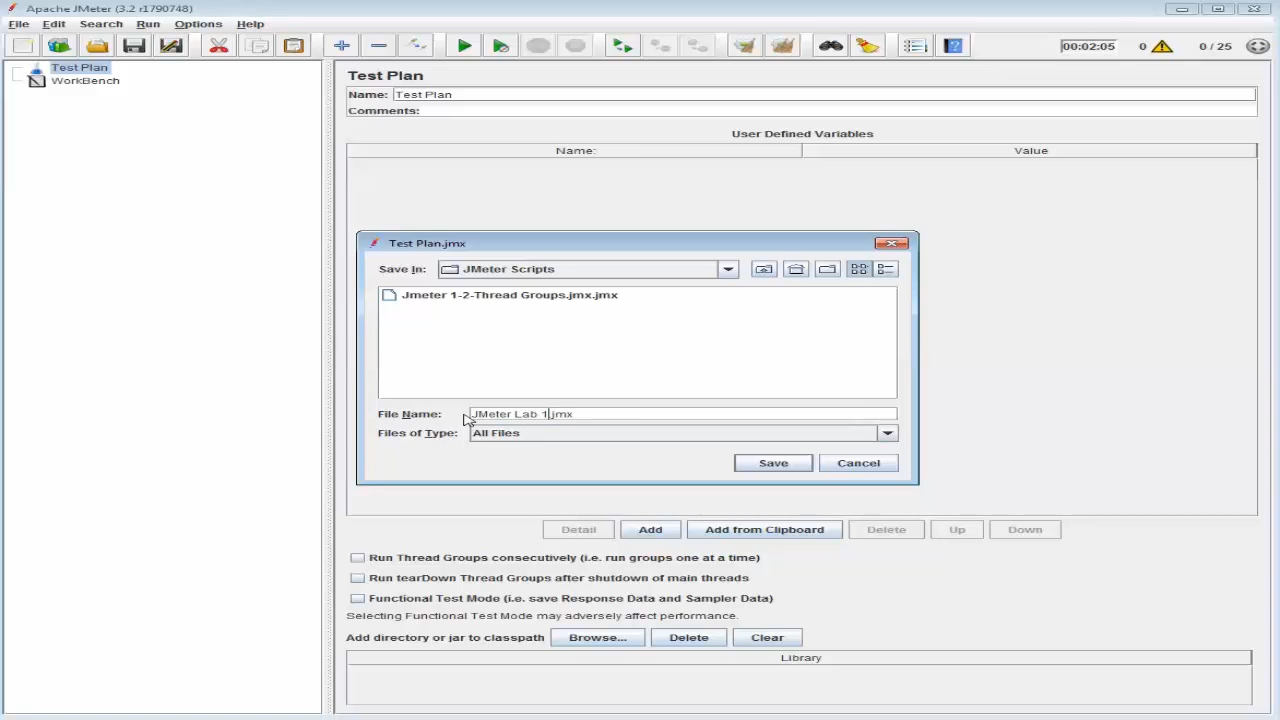 Apache JMeter (3.2 r1790748)
File Edit Search Run Options Help
00:02:05 0 0 / 25
Test Plan
WorkBench
Test Plan
Name: Test Plan
Comments:
User Defined Variables
Name: Value
Test Plan.jmx
Save In: JMeter Scripts
Jmeter 1-2-Thread Groups.jmx.jmx
File Name: JMeter Lab 1.jmx
Files of Type: All Files
Save Cancel
Detail Add Add from Clipboard Delete Up Down
Run Thread Groups consecutively (i.e. run groups one at a time)
Run tearDown Thread Groups after shutdown of main threads
Functional Test Mode (i.e. save Response Data and Sampler Data)
Selecting Functional Test Mode may adversely affect performance.
Add directory or jar to classpath Browse... Delete Clear
Library